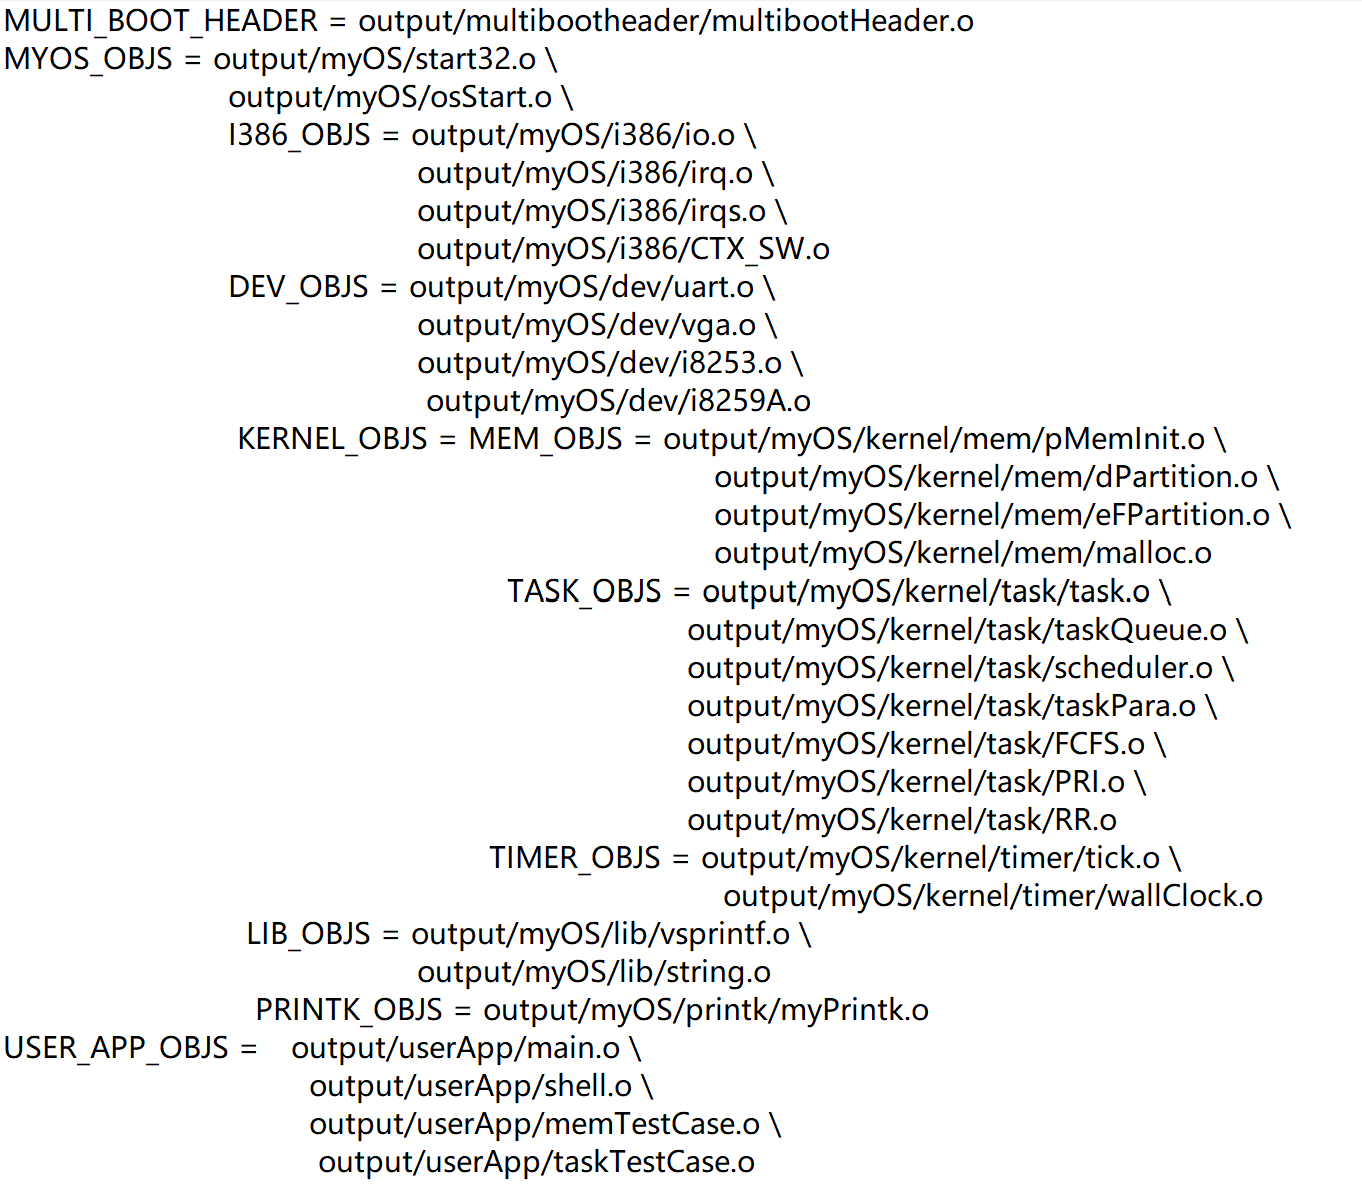 MULTI_BOOT_HEADER = output/multibootheader/multibootHeader.o
MYOS_OBJS = output/myOS/start32.o \
output/myOS/osStart.o \
I386_OBJS = output/myOS/i386/io.o \
output/myOS/i386/irq.o \
output/myOS/i386/irqs.o \
output/myOS/i386/CTX_SW.o
DEV_OBJS = output/myOS/dev/uart.o \
output/myOS/dev/vga.o \
output/myOS/dev/i8253.o \
output/myOS/dev/i8259A.o
KERNEL_OBJS = MEM_OBJS = output/myOS/kernel/mem/pMemInit.o \
output/myOS/kernel/mem/dPartition.o \
output/myOS/kernel/mem/eFPartition.o \
output/myOS/kernel/mem/malloc.o
TASK_OBJS = output/myOS/kernel/task/task.o \
output/myOS/kernel/task/taskQueue.o \
output/myOS/kernel/task/scheduler.o \
output/myOS/kernel/task/taskPara.o \
output/myOS/kernel/task/FCFS.o \
output/myOS/kernel/task/PRI.o \
output/myOS/kernel/task/RR.o
TIMER_OBJS = output/myOS/kernel/timer/tick.o \
output/myOS/kernel/timer/wallClock.o
LIB_OBJS = output/myOS/lib/vsprintf.o \
output/myOS/lib/string.o
PRINTK_OBJS = output/myOS/printk/myPrintk.o
USER_APP_OBJS = output/userApp/main.o \
output/userApp/shell.o \
output/userApp/memTestCase.o \
output/userApp/taskTestCase.o